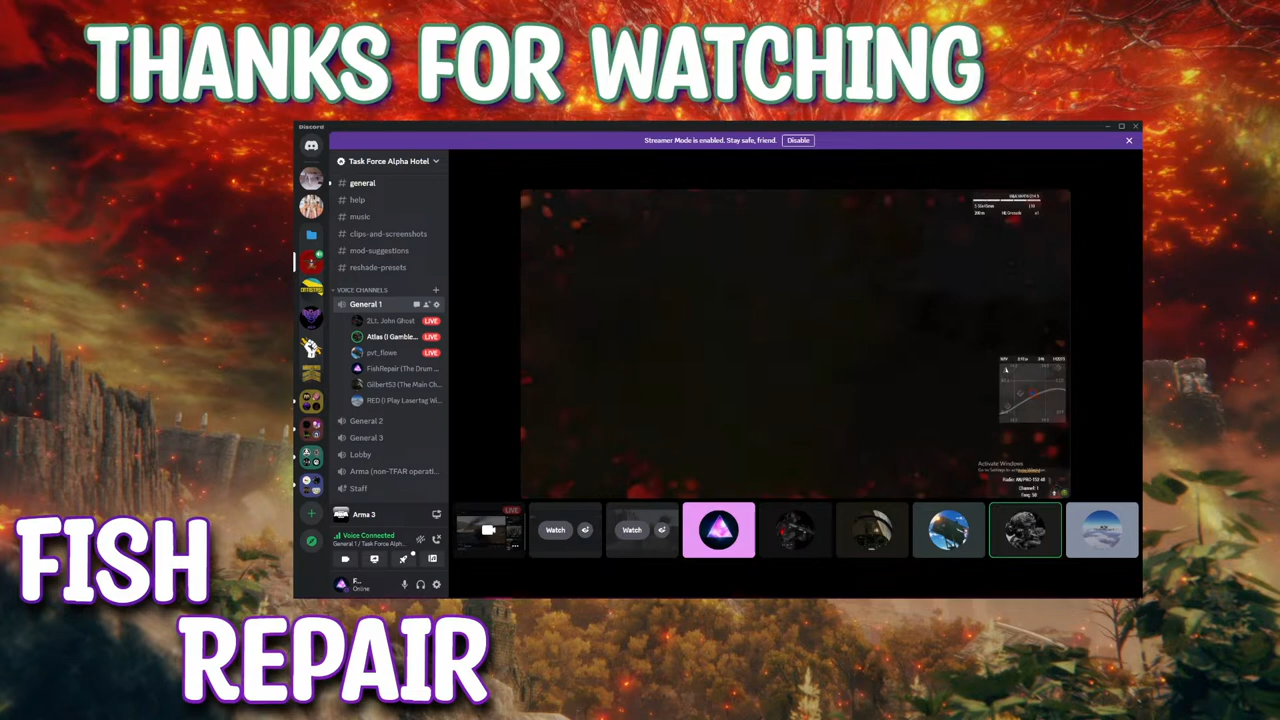 THANKS FOR WATCHING
Discord
Streamer Mode is enabled. Stay safe, friend. Disable
Task Force Alpha Hotel
general
help
music
clips-and-screenshots
mod-suggestions
reshade-presets
VOICE CHANNELS
General 1
2Lt. John Ghost LIVE
Atlas (I Gamble... LIVE
pvt_flowe LIVE
FishRepair (The Drum ...
Gilbert53 (The Main Ch...
RED (I Play Lasertag Wi...
General 2
General 3
Lobby
Arma (non-TFAR operati...
Staff
Activate Windows
Channel: 1
LIVE
Watch
Watch
Arma 3
Voice Connected
General 1 / Task Force Alph...
F...
Online
FISH
REPAIR